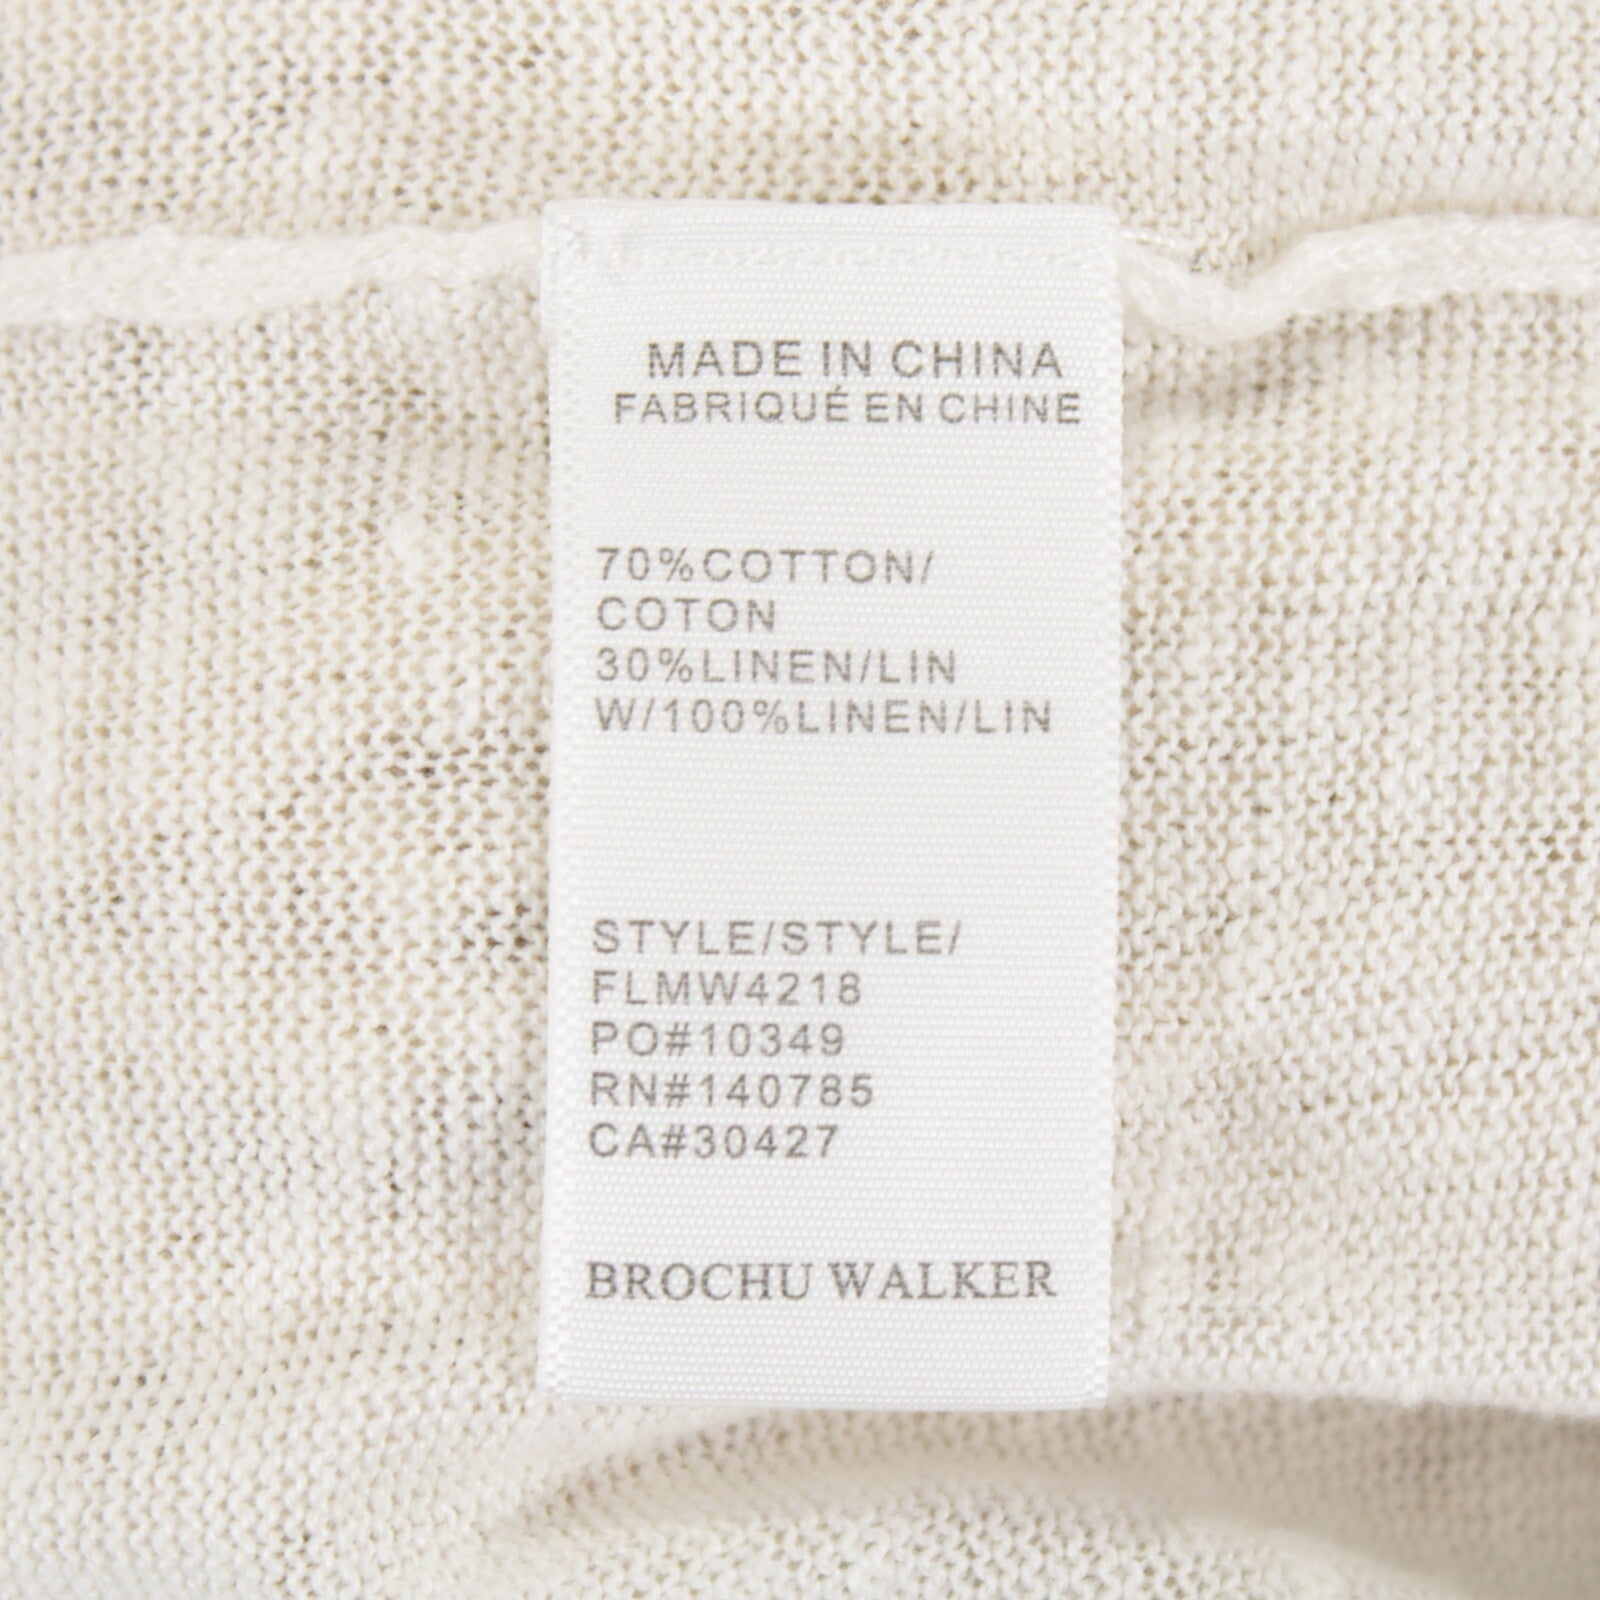 MADE IN CHINA
FABRIQUÉ EN CHINE
70%COTTON/
COTON
30%LINEN/LIN
W/100%LINEN/LIN
STYLE/STYLE/
FLMW4218
PO#10349
RN#140785
CA#30427
BROCHU WALKER